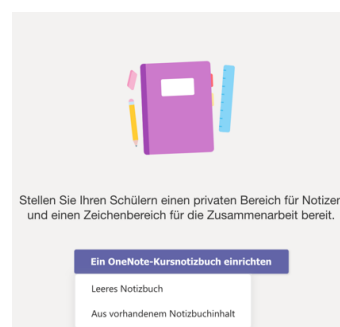 Stellen Sie Ihren Schülern einen privaten Bereich für Notizen
und einen Zeichenbereich für die Zusammenarbeit bereit.
Ein OneNote-Kursnotizbuch einrichten
Leeres Notizbuch
Aus vorhandenem Notizbuchinhalt